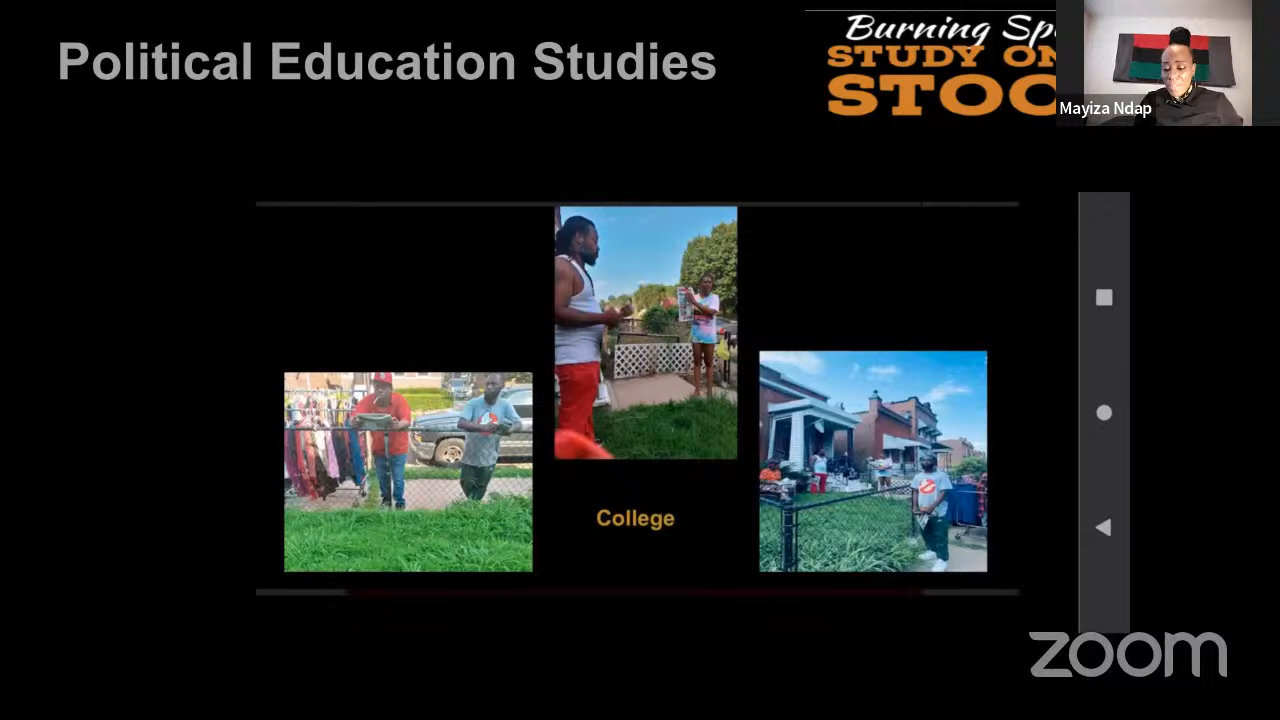 Political Education Studies
Burning Sp
STUDY ON
STOO
Mayiza Ndap
College
zoom